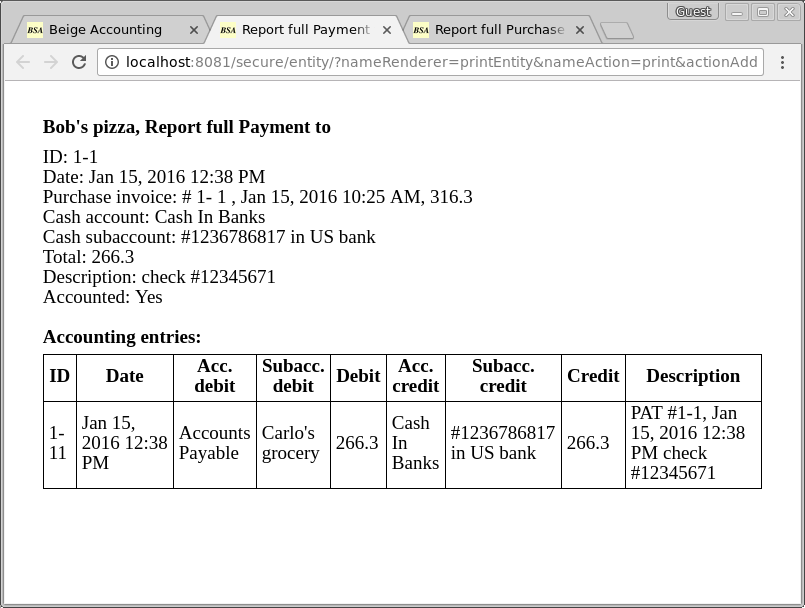 Guest
BSA Beige Accounting
BSA Report full Payment
BSA Report full Purchase
localhost:8081/secure/entity/?nameRenderer=printEntity&nameAction=print&actionAdd
Bob's pizza, Report full Payment to
ID: 1-1
Date: Jan 15, 2016 12:38 PM
Purchase invoice: # 1- 1 , Jan 15, 2016 10:25 AM, 316.3
Cash account: Cash In Banks
Cash subaccount: #1236786817 in US bank
Total: 266.3
Description: check #12345671
Accounted: Yes
Accounting entries:
ID
Date
Acc.
debit
Subacc.
debit
Debit
Acc.
credit
Subacc.
credit
Credit
Description
1-
11
Jan 15,
2016 12:38
PM
Accounts
Payable
Carlo's
grocery
266.3
Cash
In
Banks
#1236786817
in US bank
266.3
PAT #1-1, Jan
15, 2016 12:38
PM check
#12345671